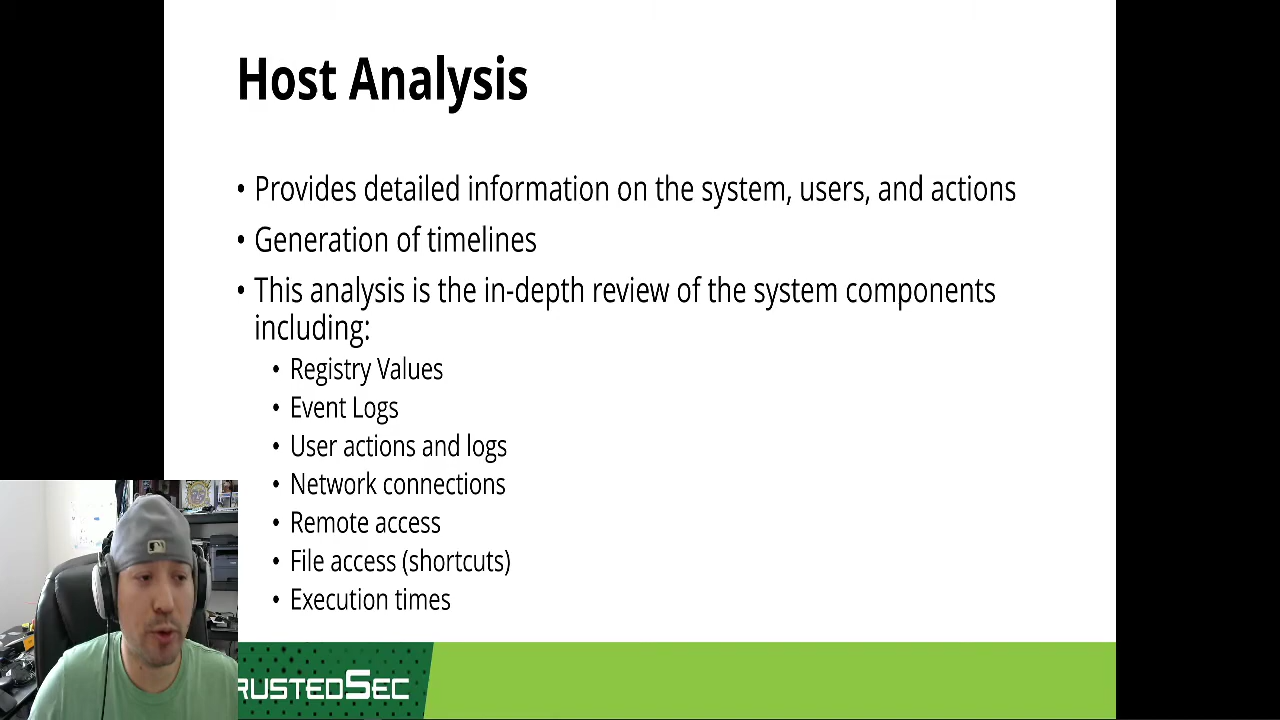 Host Analysis
• Provides detailed information on the system, users, and actions
• Generation of timelines
• This analysis is the in-depth review of the system components
including:
• Registry Values
• Event Logs
• User actions and logs
• Network connections
• Remote access
• File access (shortcuts)
• Execution times
RUSTEDSEC